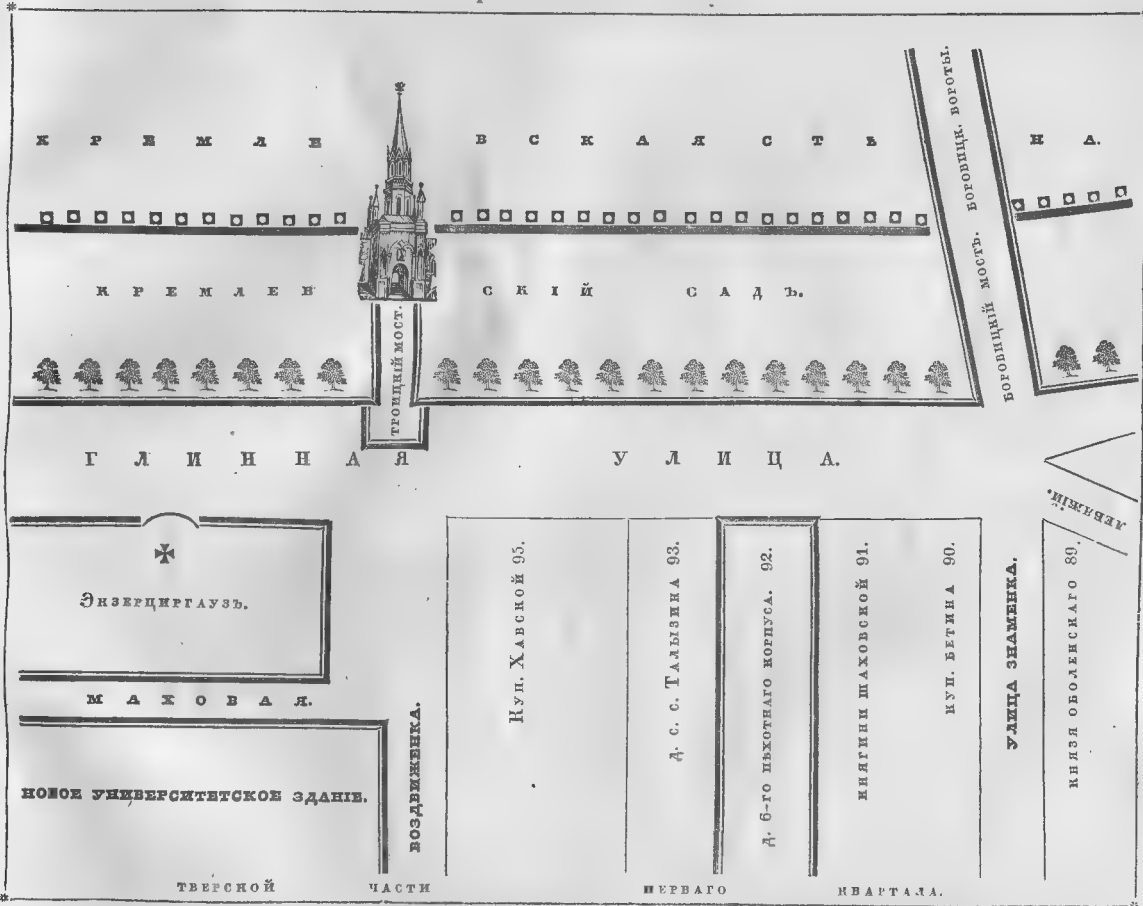 КРЕМЛЕВСКАЯ СТѢНА.
КРЕМЛЕВСКІЙ САДЪ.
ТРОИЦКІЙ МОСТ.
БОРОВИЦКІЙ МОСТЪ. БОРОВИЦК. ВОРОТЫ.
ГЛИННАЯ УЛИЦА.
ЛЕБЯЖІЙ.
ЭКЗЕРЦИРГАУЗЪ.
МАХОВАЯ.
НОВОЕ УНИВЕРСИТЕТСКОЕ ЗДАНІЕ.
ВОЗДВИЖЕНКА.
Куп. Хавской 95.
д. с. с. Талызина 93.
д. 6-го пѣхотнаго корпуса. 92.
КНЯГИНИ ШАХОВСКОЙ 91.
КУП. БЕТИНА 90.
УЛИЦА ЗНАМЕНКА.
КНЯЗЯ ОБОЛЕНСКАГО 89.
ТВЕРСКОЙ ЧАСТИ ПЕРВАГО КВАРТАЛА.